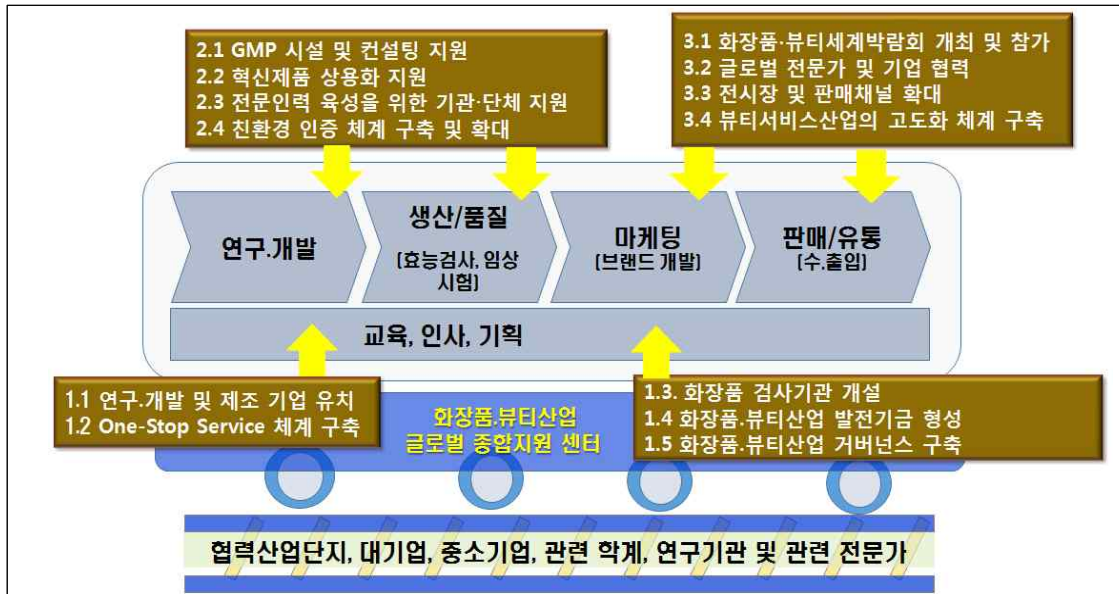 2.1 GMP 시설 및 컨설팅 지원
2.2 혁신제품 상용화 지원
2.3 전문인력 육성을 위한 기관·단체 지원
2.4 친환경 인증 체계 구축 및 확대
3.1 화장품·뷰티세계박람회 개최 및 참가
3.2 글로벌 전문가 및 기업 협력
3.3 전시장 및 판매채널 확대
3.4 뷰티서비스산업의 고도화 체계 구축
연구.개발
생산/품질
(효능검사, 임상
시험)
마케팅
(브랜드 개발)
판매/유통
(수.출입)
교육, 인사, 기획
1.1 연구.개발 및 제조 기업 유치
1.2 One-Stop Service 체계 구축
화장품.뷰티산업
글로벌 종합지원 센터
1.3. 화장품 검사기관 개설
1.4 화장품.뷰티산업 발전기금 형성
1.5 화장품.뷰티산업 거버넌스 구축
협력산업단지, 대기업, 중소기업, 관련 학계, 연구기관 및 관련 전문가